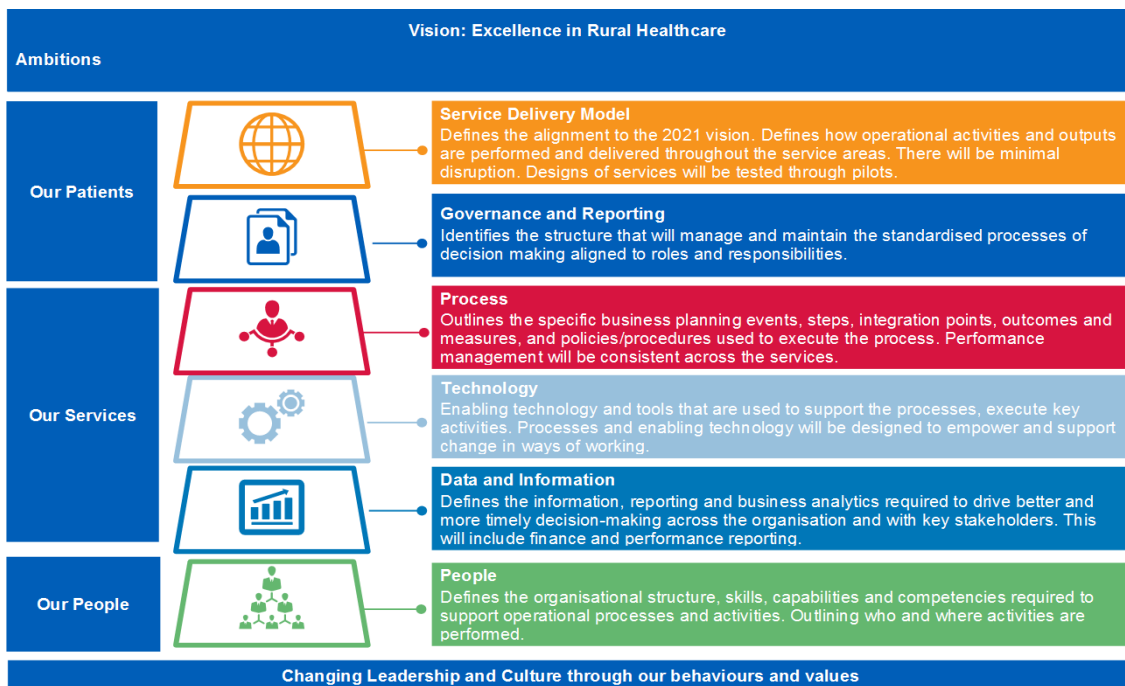 Vision: Excellence in Rural Healthcare
Ambitions
Our Patients
Service Delivery Model
Defines the alignment to the 2021 vision. Defines how operational activities and outputs
are performed and delivered throughout the service areas. There will be minimal
disruption. Designs of services will be tested through pilots.
Governance and Reporting
Identifies the structure that will manage and maintain the standardised processes of
decision making aligned to roles and responsibilities.
Our Services
Process
Outlines the specific business planning events, steps, integration points, outcomes and
measures, and policies/procedures used to execute the process. Performance
management will be consistent across the services.
Technology
Enabling technology and tools that are used to support the processes, execute key
activities. Processes and enabling technology will be designed to empower and support
change in ways of working.
Data and Information
Defines the information, reporting and business analytics required to drive better and
more timely decision-making across the organisation and with key stakeholders. This
will include finance and performance reporting.
Our People
People
Defines the organisational structure, skills, capabilities and competencies required to
support operational processes and activities. Outlining who and where activities are
performed.
Changing Leadership and Culture through our behaviours and values